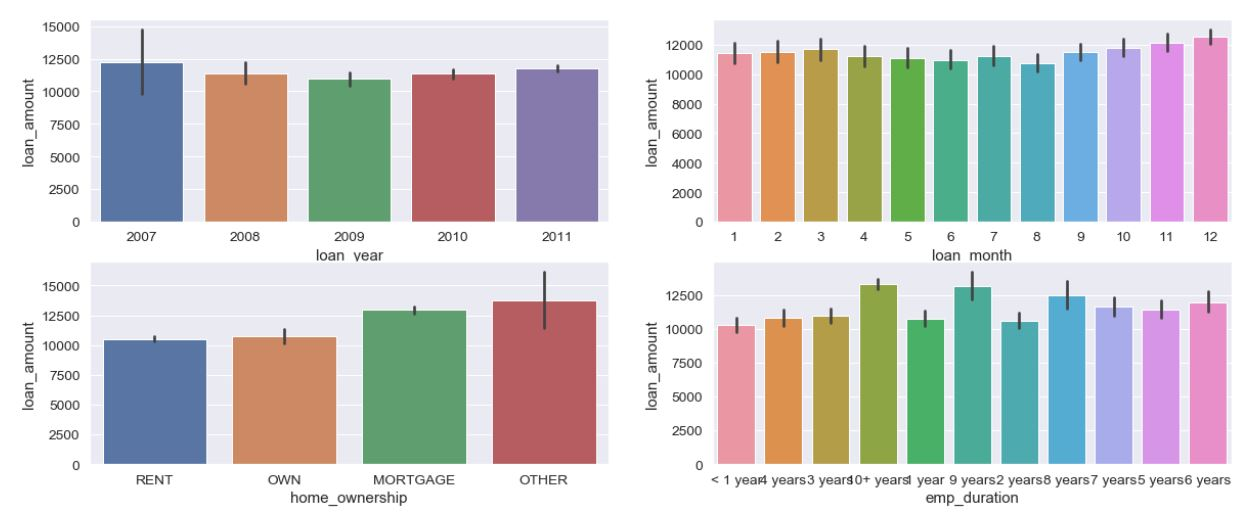 15000
12500
10000
7500
5000
2500
0
loan_amount
2007 2008 2009 2010 2011
loan_year
12000
10000
8000
6000
4000
2000
0
loan_amount
1 2 3 4 5 6 7 8 9 10 11 12
loan_month
15000
12500
10000
7500
5000
2500
0
loan_amount
RENT OWN MORTGAGE OTHER
home_ownership
12500
10000
7500
5000
2500
0
loan_amount
< 1 year 4 years 3 years 10+ years 1 year 9 years 2 years 8 years 7 years 5 years 6 years
emp_duration